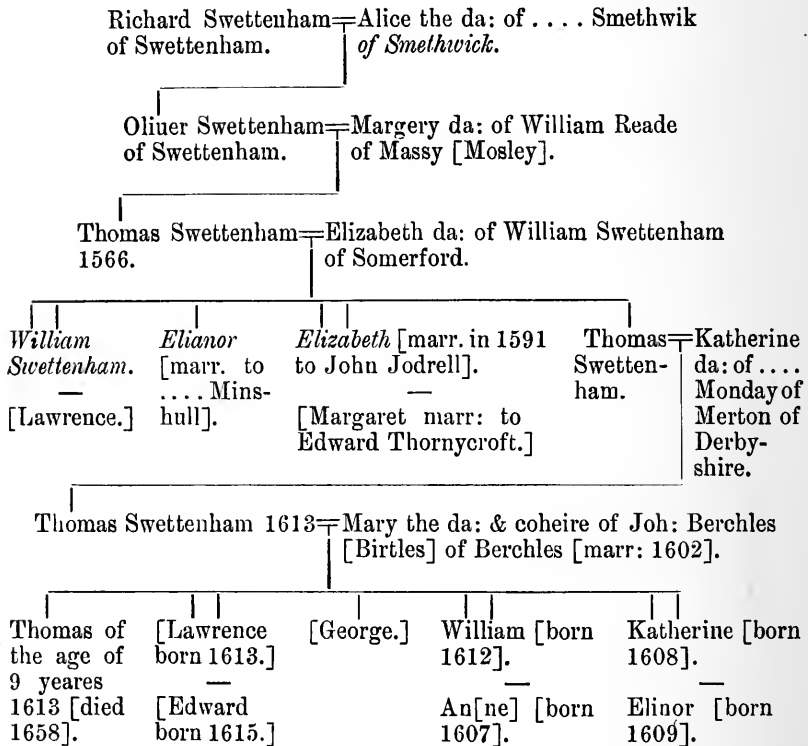 Richard Swettenham Alice the da: of .... Smethwik
of Swettenham. of Smethwick.
Oliuer Swettenham Margery da: of William Reade
of Swettenham. of Massy [Mosley].
Thomas Swettenham Elizabeth da: of William Swettenham
1566. of Somerford.
William
Swettenham.
—
[Lawrence.]
Elianor
[marr. to
.... Mins-
hull].
Elizabeth [marr. in 1591
to John Jodrell].
—
[Margaret marr: to
Edward Thornycroft.]
Thomas
Swetten-
ham.
Katherine
da: of ....
Monday of
Merton of
Derby-
shire.
Thomas Swettenham 1613 Mary the da: & coheire of Joh: Berchles
[Birtles] of Berchles [marr: 1602].
Thomas of
the age of
9 yeares
1613 [died
1658].
[Lawrence
born 1613.]
—
[Edward
born 1615.]
[George.]
William [born
1612].
—
An[ne] [born
1607].
Katherine [born
1608].
—
Elinor [born
1609].